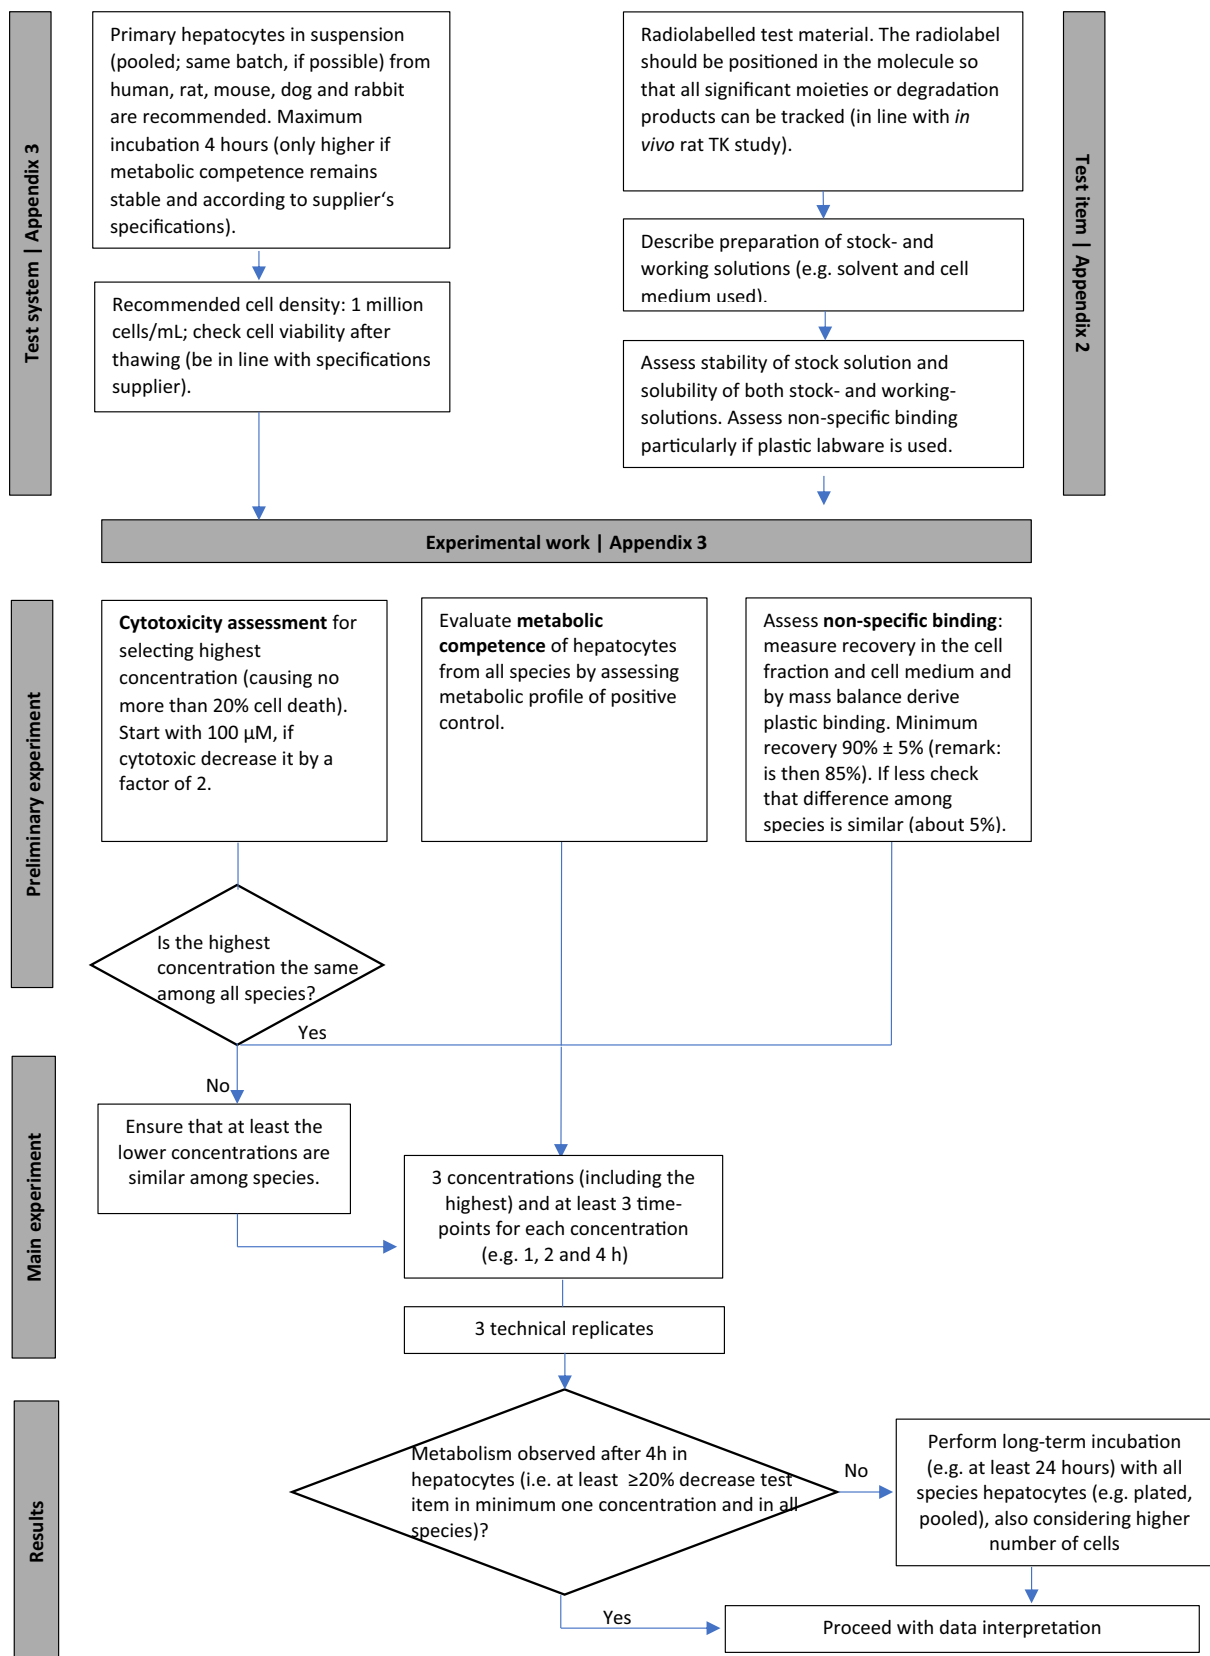 Test system | Appendix 3
Primary hepatocytes in suspension
(pooled; same batch, if possible) from
human, rat, mouse, dog and rabbit
are recommended. Maximum
incubation 4 hours (only higher if
metabolic competence remains
stable and according to supplier‘s
specifications).
Recommended cell density: 1 million
cells/mL; check cell viability after
thawing (be in line with specifications
supplier).
Radiolabelled test material. The radiolabel
should be positioned in the molecule so
that all significant moieties or degradation
products can be tracked (in line with in
vivo rat TK study).
Describe preparation of stock- and
working solutions (e.g. solvent and cell
medium used).
Assess stability of stock solution and
solubility of both stock- and working-
solutions. Assess non-specific binding
particularly if plastic labware is used.
Test item | Appendix 2
Experimental work | Appendix 3
Preliminary experiment
Cytotoxicity assessment for
selecting highest
concentration (causing no
more than 20% cell death).
Start with 100 µM, if
cytotoxic decrease it by a
factor of 2.
Evaluate metabolic
competence of hepatocytes
from all species by assessing
metabolic profile of positive
control.
Assess non-specific binding:
measure recovery in the cell
fraction and cell medium and
by mass balance derive
plastic binding. Minimum
recovery 90% ± 5% (remark:
is then 85%). If less check
that difference among
species is similar (about 5%).
Is the highest
concentration the same
among all species?
Yes
No
Main experiment
Ensure that at least the
lower concentrations are
similar among species.
3 concentrations (including the
highest) and at least 3 time-
points for each concentration
(e.g. 1, 2 and 4 h)
3 technical replicates
Results
Metabolism observed after 4h in
hepatocytes (i.e. at least ≥20% decrease test
item in minimum one concentration and in all
species)?
No
Perform long-term incubation
(e.g. at least 24 hours) with all
species hepatocytes (e.g. plated,
pooled), also considering higher
number of cells
Yes
Proceed with data interpretation